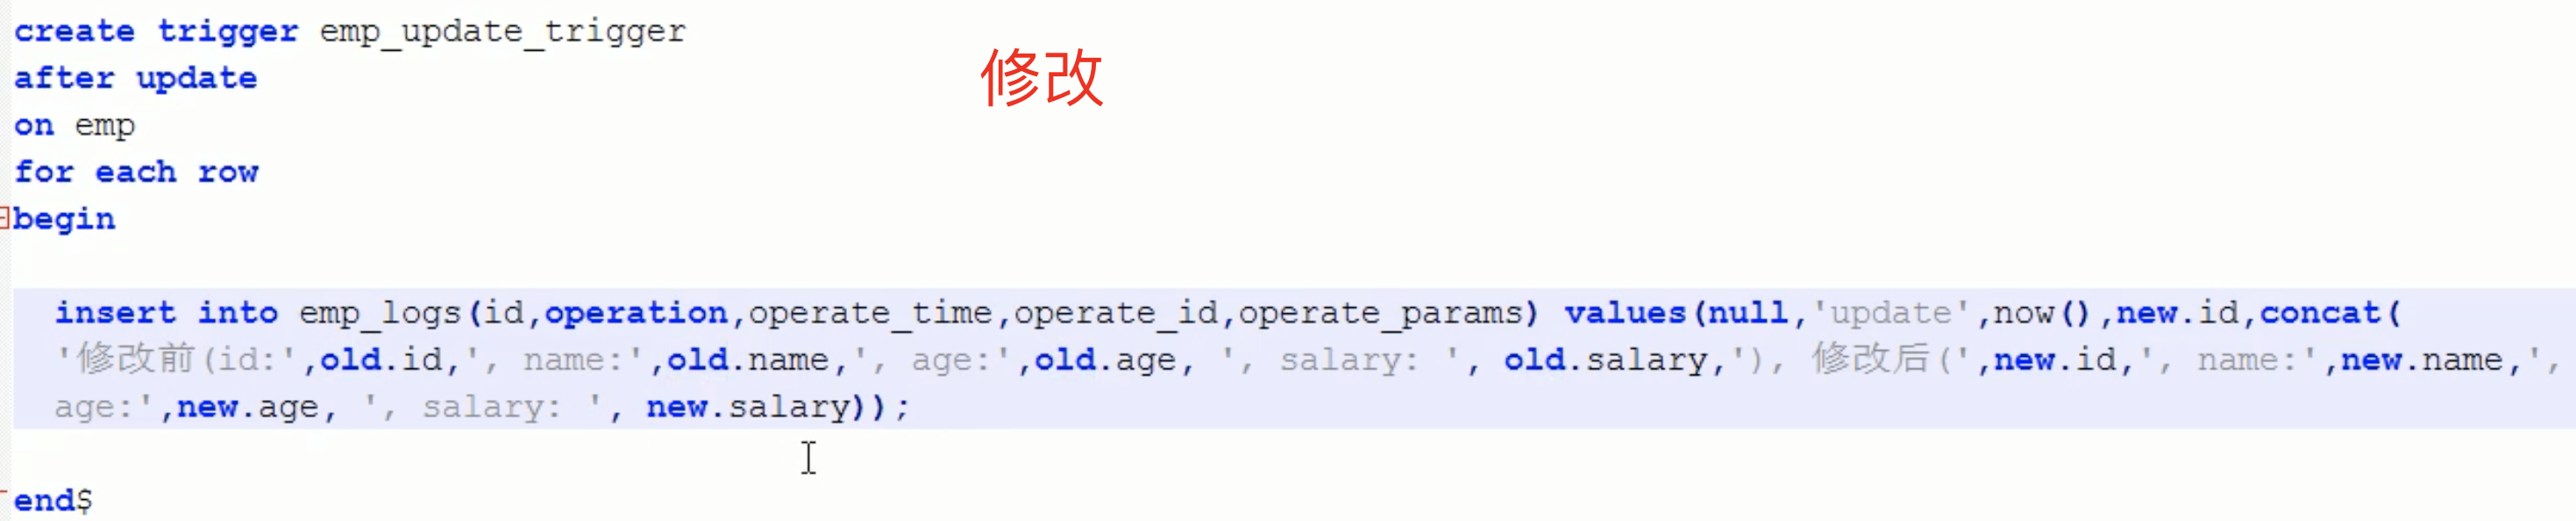 create trigger emp_update_trigger
修改
after update
on emp
for each row
begin
insert into emp_logs(id,operation,operate_time,operate_id,operate_params) values(null,'update',now(),new.id,concat(
'修改前(id:',old.id,', name:',old.name,', age:',old.age, ', salary: ', old.salary,'), 修改后(',new.id,', name:',new.name,',
age:',new.age, ', salary: ', new.salary));
end$